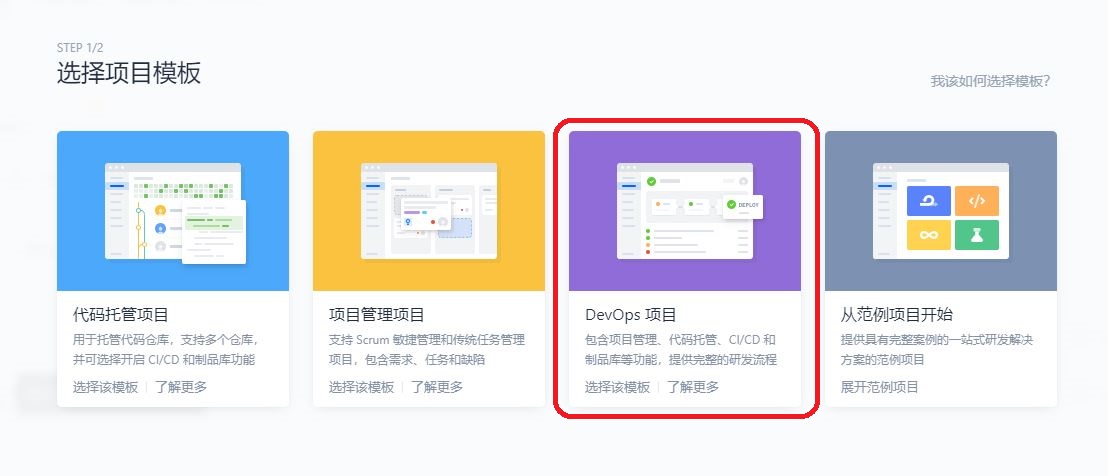 STEP 1/2
选择项目模板
我该如何选择模板?
DEPLOY
代码托管项目
用于托管代码仓库，支持多个仓库，
并可选择开启 CI/CD 和制品库功能
选择该模板 | 了解更多
项目管理项目
支持 Scrum 敏捷管理和传统任务管理
项目，包含需求、任务和缺陷
选择该模板 | 了解更多
DevOps 项目
包含项目管理、代码托管、CI/CD 和
制品库等功能，提供完整的研发流程
选择该模板 | 了解更多
从范例项目开始
提供具有完整案例的一站式研发解决
方案的范例项目
展开范例项目